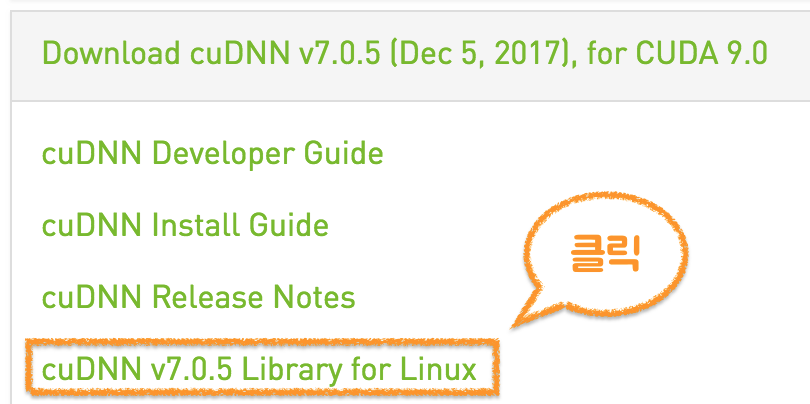 Download cuDNN v7.0.5 (Dec 5, 2017), for CUDA 9.0
cuDNN Developer Guide
cuDNN Install Guide
클릭
cuDNN Release Notes
cuDNN v7.0.5 Library for Linux